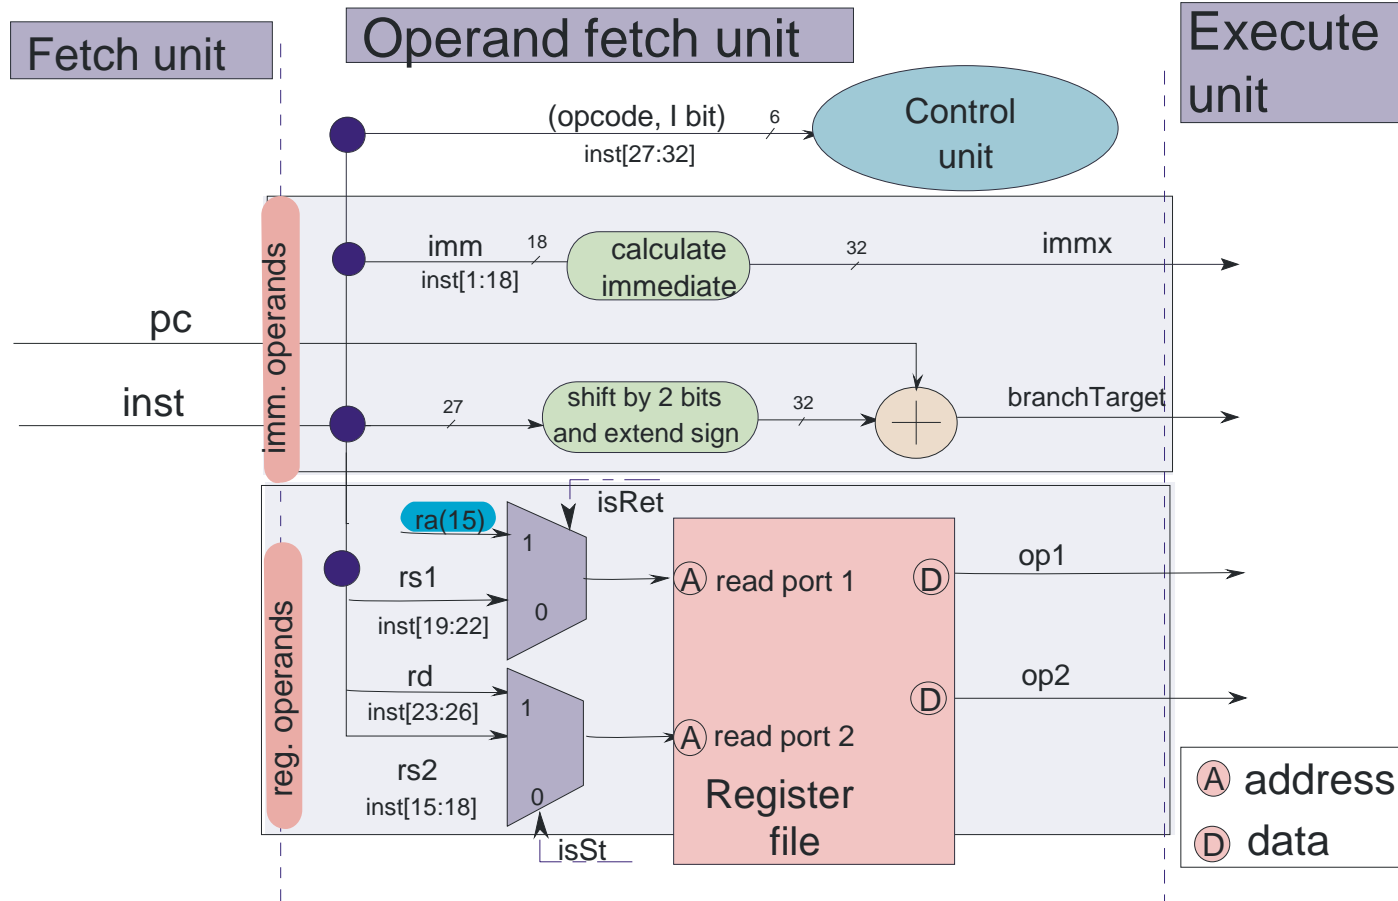 Fetch unit
Operand fetch unit
Execute
unit
(opcode, I bit)
6
inst[27:32]
Control
unit
imm. operands
imm
18
inst[1:18]
calculate
immediate
32
immx
pc
inst
27
shift by 2 bits
and extend sign
32
branchTarget
reg. operands
isRet
ra(15)
1
rs1
0
inst[19:22]
A read port 1
D
op1
rd
1
inst[23:26]
rs2
0
inst[15:18]
isSt
A read port 2
D
op2
Register
file
A address
D data